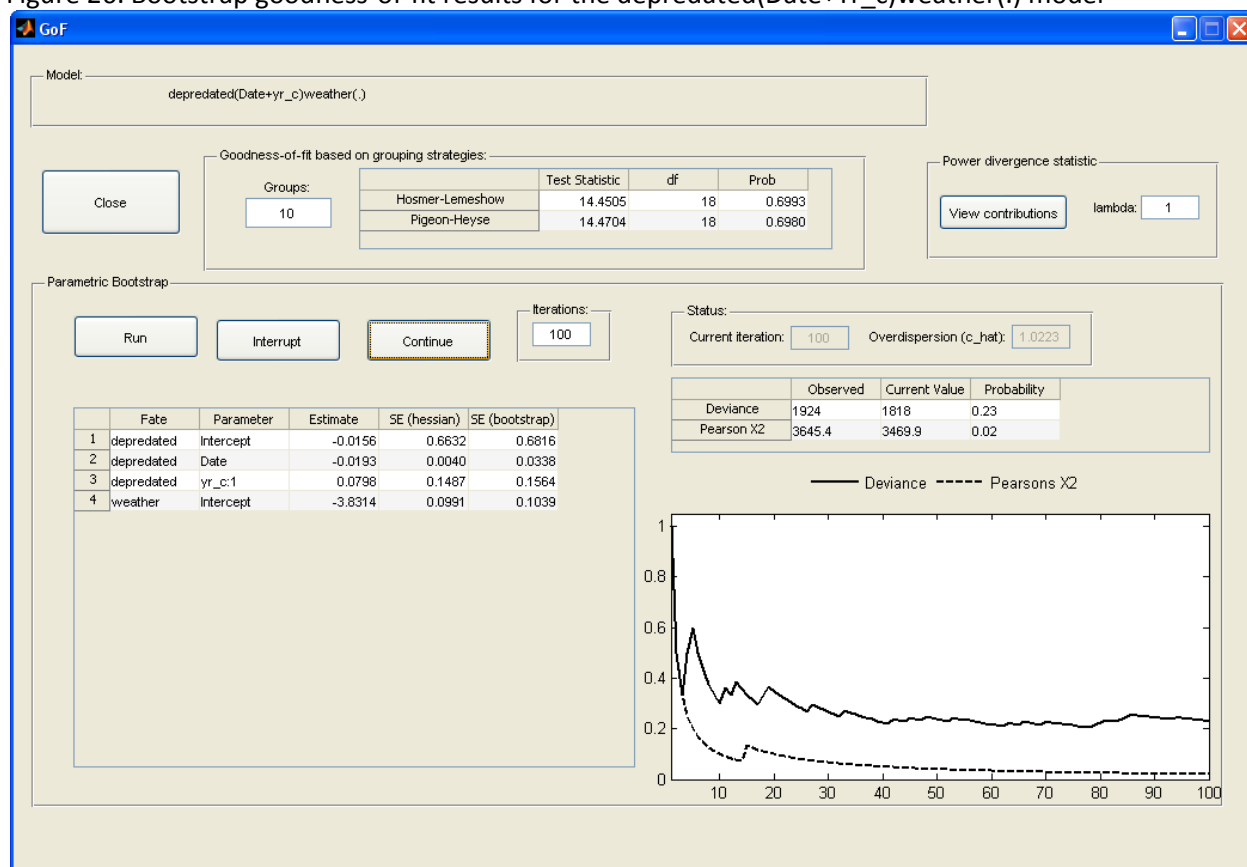 Figure 20. Bootstrap goodness-of-fit results for the depredated(Date+Yr_c)weather(.) model
GoF
Model:
depredated(Date+yr_c)weather(.)
Close
Goodness-of-fit based on grouping strategies:
Groups:
10
Test Statistic df Prob
Hosmer-Lemeshow 14.4505 18 0.6993
Pigeon-Heyse 14.4704 18 0.6980
Power divergence statistic
View contributions
lambda: 1
Parametric Bootstrap
Run
Interrupt
Continue
Iterations:
100
Status:
Current iteration: 100 Overdispersion (c_hat): 1.0223
Observed Current Value Probability
Deviance 1924 1818 0.23
Pearson X2 3645.4 3469.9 0.02
Fate Parameter Estimate SE (hessian) SE (bootstrap)
1 depredated Intercept -0.0156 0.6632 0.6816
2 depredated Date -0.0193 0.0040 0.0338
3 depredated yr_c:1 0.0798 0.1487 0.1564
4 weather Intercept -3.8314 0.0991 0.1039
Deviance Pearsons X2
1
0.8
0.6
0.4
0.2
0
10 20 30 40 50 60 70 80 90 100